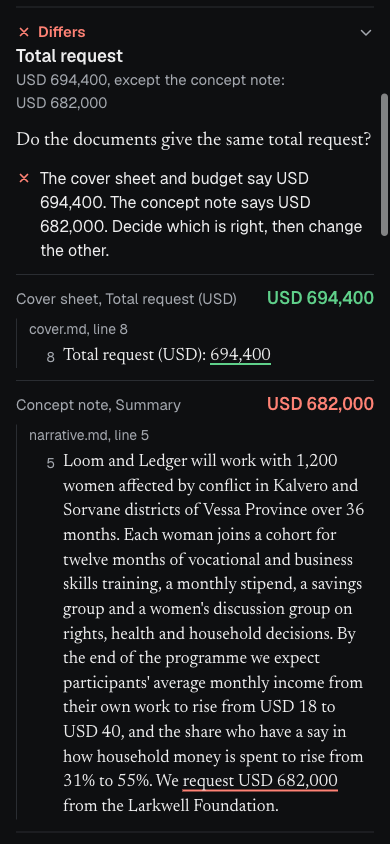 Differs
Total request
USD 694,400, except the concept note:
USD 682,000
Do the documents give the same total request?
The cover sheet and budget say USD
694,400. The concept note says USD
682,000. Decide which is right, then change
the other.
Cover sheet, Total request (USD) USD 694,400
cover.md, line 8
8 Total request (USD): 694,400
Concept note, Summary USD 682,000
narrative.md, line 5
5 Loom and Ledger will work with 1,200
women affected by conflict in Kalvero and
Sorvane districts of Vessa Province over 36
months. Each woman joins a cohort for
twelve months of vocational and business
skills training, a monthly stipend, a savings
group and a women's discussion group on
rights, health and household decisions. By
the end of the programme we expect
participants' average monthly income from
their own work to rise from USD 18 to
USD 40, and the share who have a say in
how household money is spent to rise from
31% to 55%. We request USD 682,000
from the Larkwell Foundation.